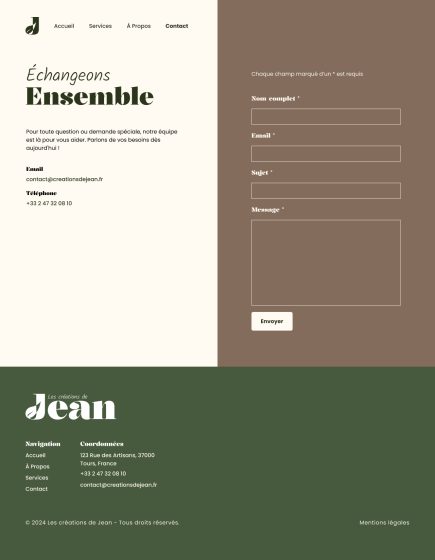 Accueil Services À Propos Contact
Échangeons
Ensemble
Pour toute question ou demande spéciale, notre équipe
est là pour vous aider. Parlons de vos besoins dès
aujourd'hui !
Email
contact@creationsdejean.fr
Téléphone
+33 2 47 32 08 10
Chaque champ marqué d'un * est requis
Nom complet *
Email *
Sujet *
Message *
Envoyer
Les créations de
Jean
Navigation
Accueil
À Propos
Services
Contact
Coordonnées
123 Rue des Artisans, 37000
Tours, France
+33 2 47 32 08 10
contact@creationsdejean.fr
© 2024 Les créations de Jean - Tous droits réservés.
Mentions légales